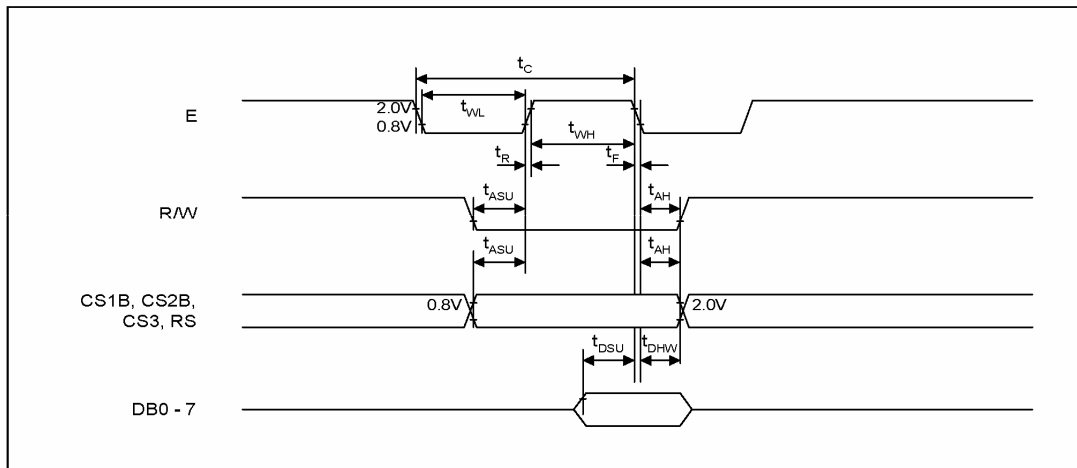 tC
E
2.0V
0.8V
tWL
tWH
tR
tF
R/W
tASU
tAH
tASU
tAH
CS1B, CS2B,
CS3, RS
0.8V
2.0V
tDSU
tDHW
DB0 - 7